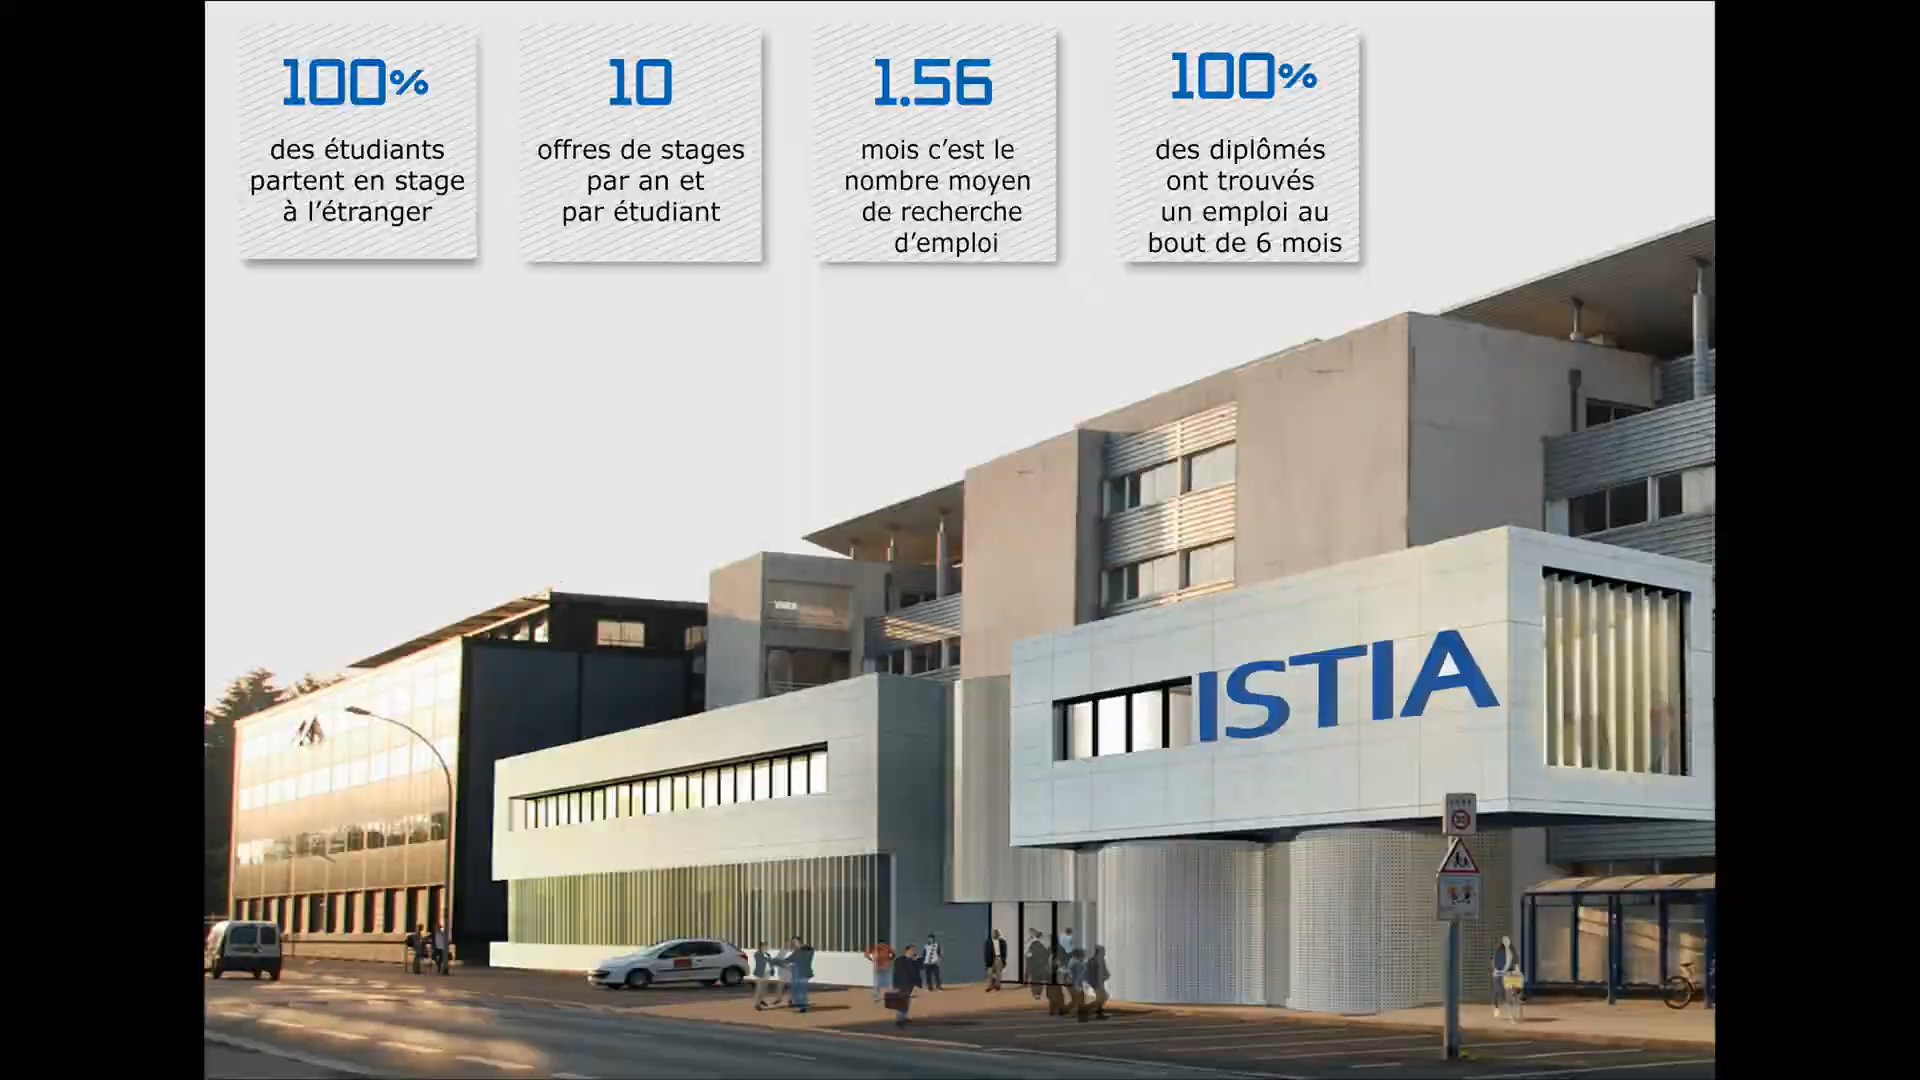 100%
des étudiants
partent en stage
à l’étranger
10
offres de stages
par an et
par étudiant
1.56
mois c’est le
nombre moyen
de recherche
d’emploi
100%
des diplômés
ont trouvés
un emploi au
bout de 6 mois
ISTIA
30